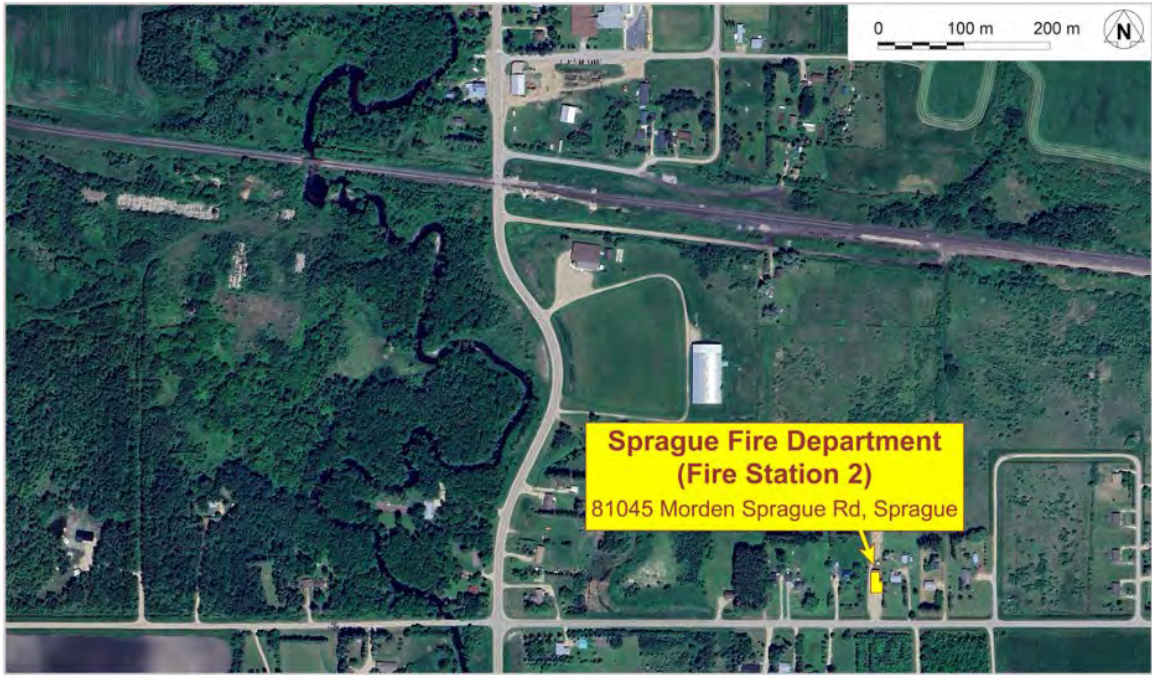 0 100 m 200 m N
Sprague Fire Department
(Fire Station 2)
81045 Morden Sprague Rd, Sprague